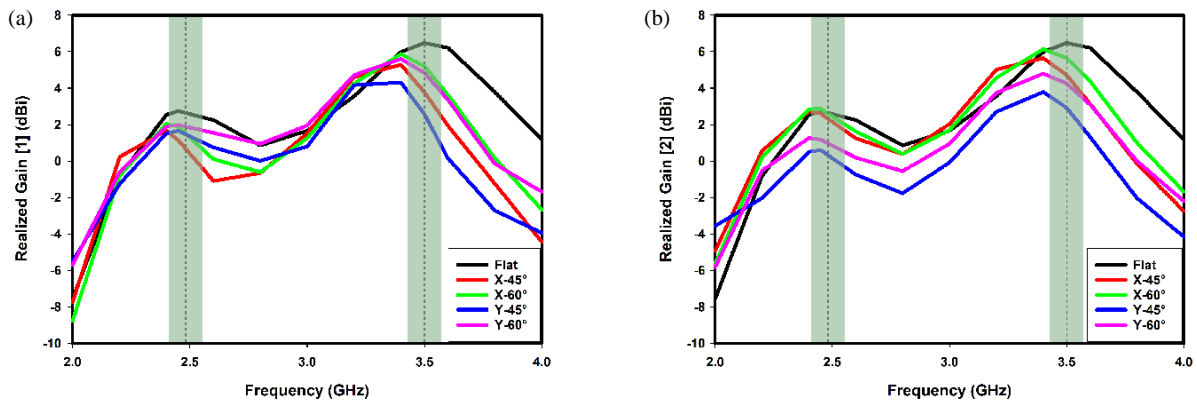 (a)
Realized Gain [1] (dBi)
8
6
4
2
0
-2
-4
-6
-8
-10
2.0
2.5
3.0
3.5
4.0
Frequency (GHz)
Flat
X-45°
X-60°
Y-45°
Y-60°
(b)
Realized Gain [2] (dBi)
8
6
4
2
0
-2
-4
-6
-8
-10
2.0
2.5
3.0
3.5
4.0
Frequency (GHz)
Flat
X-45°
X-60°
Y-45°
Y-60°